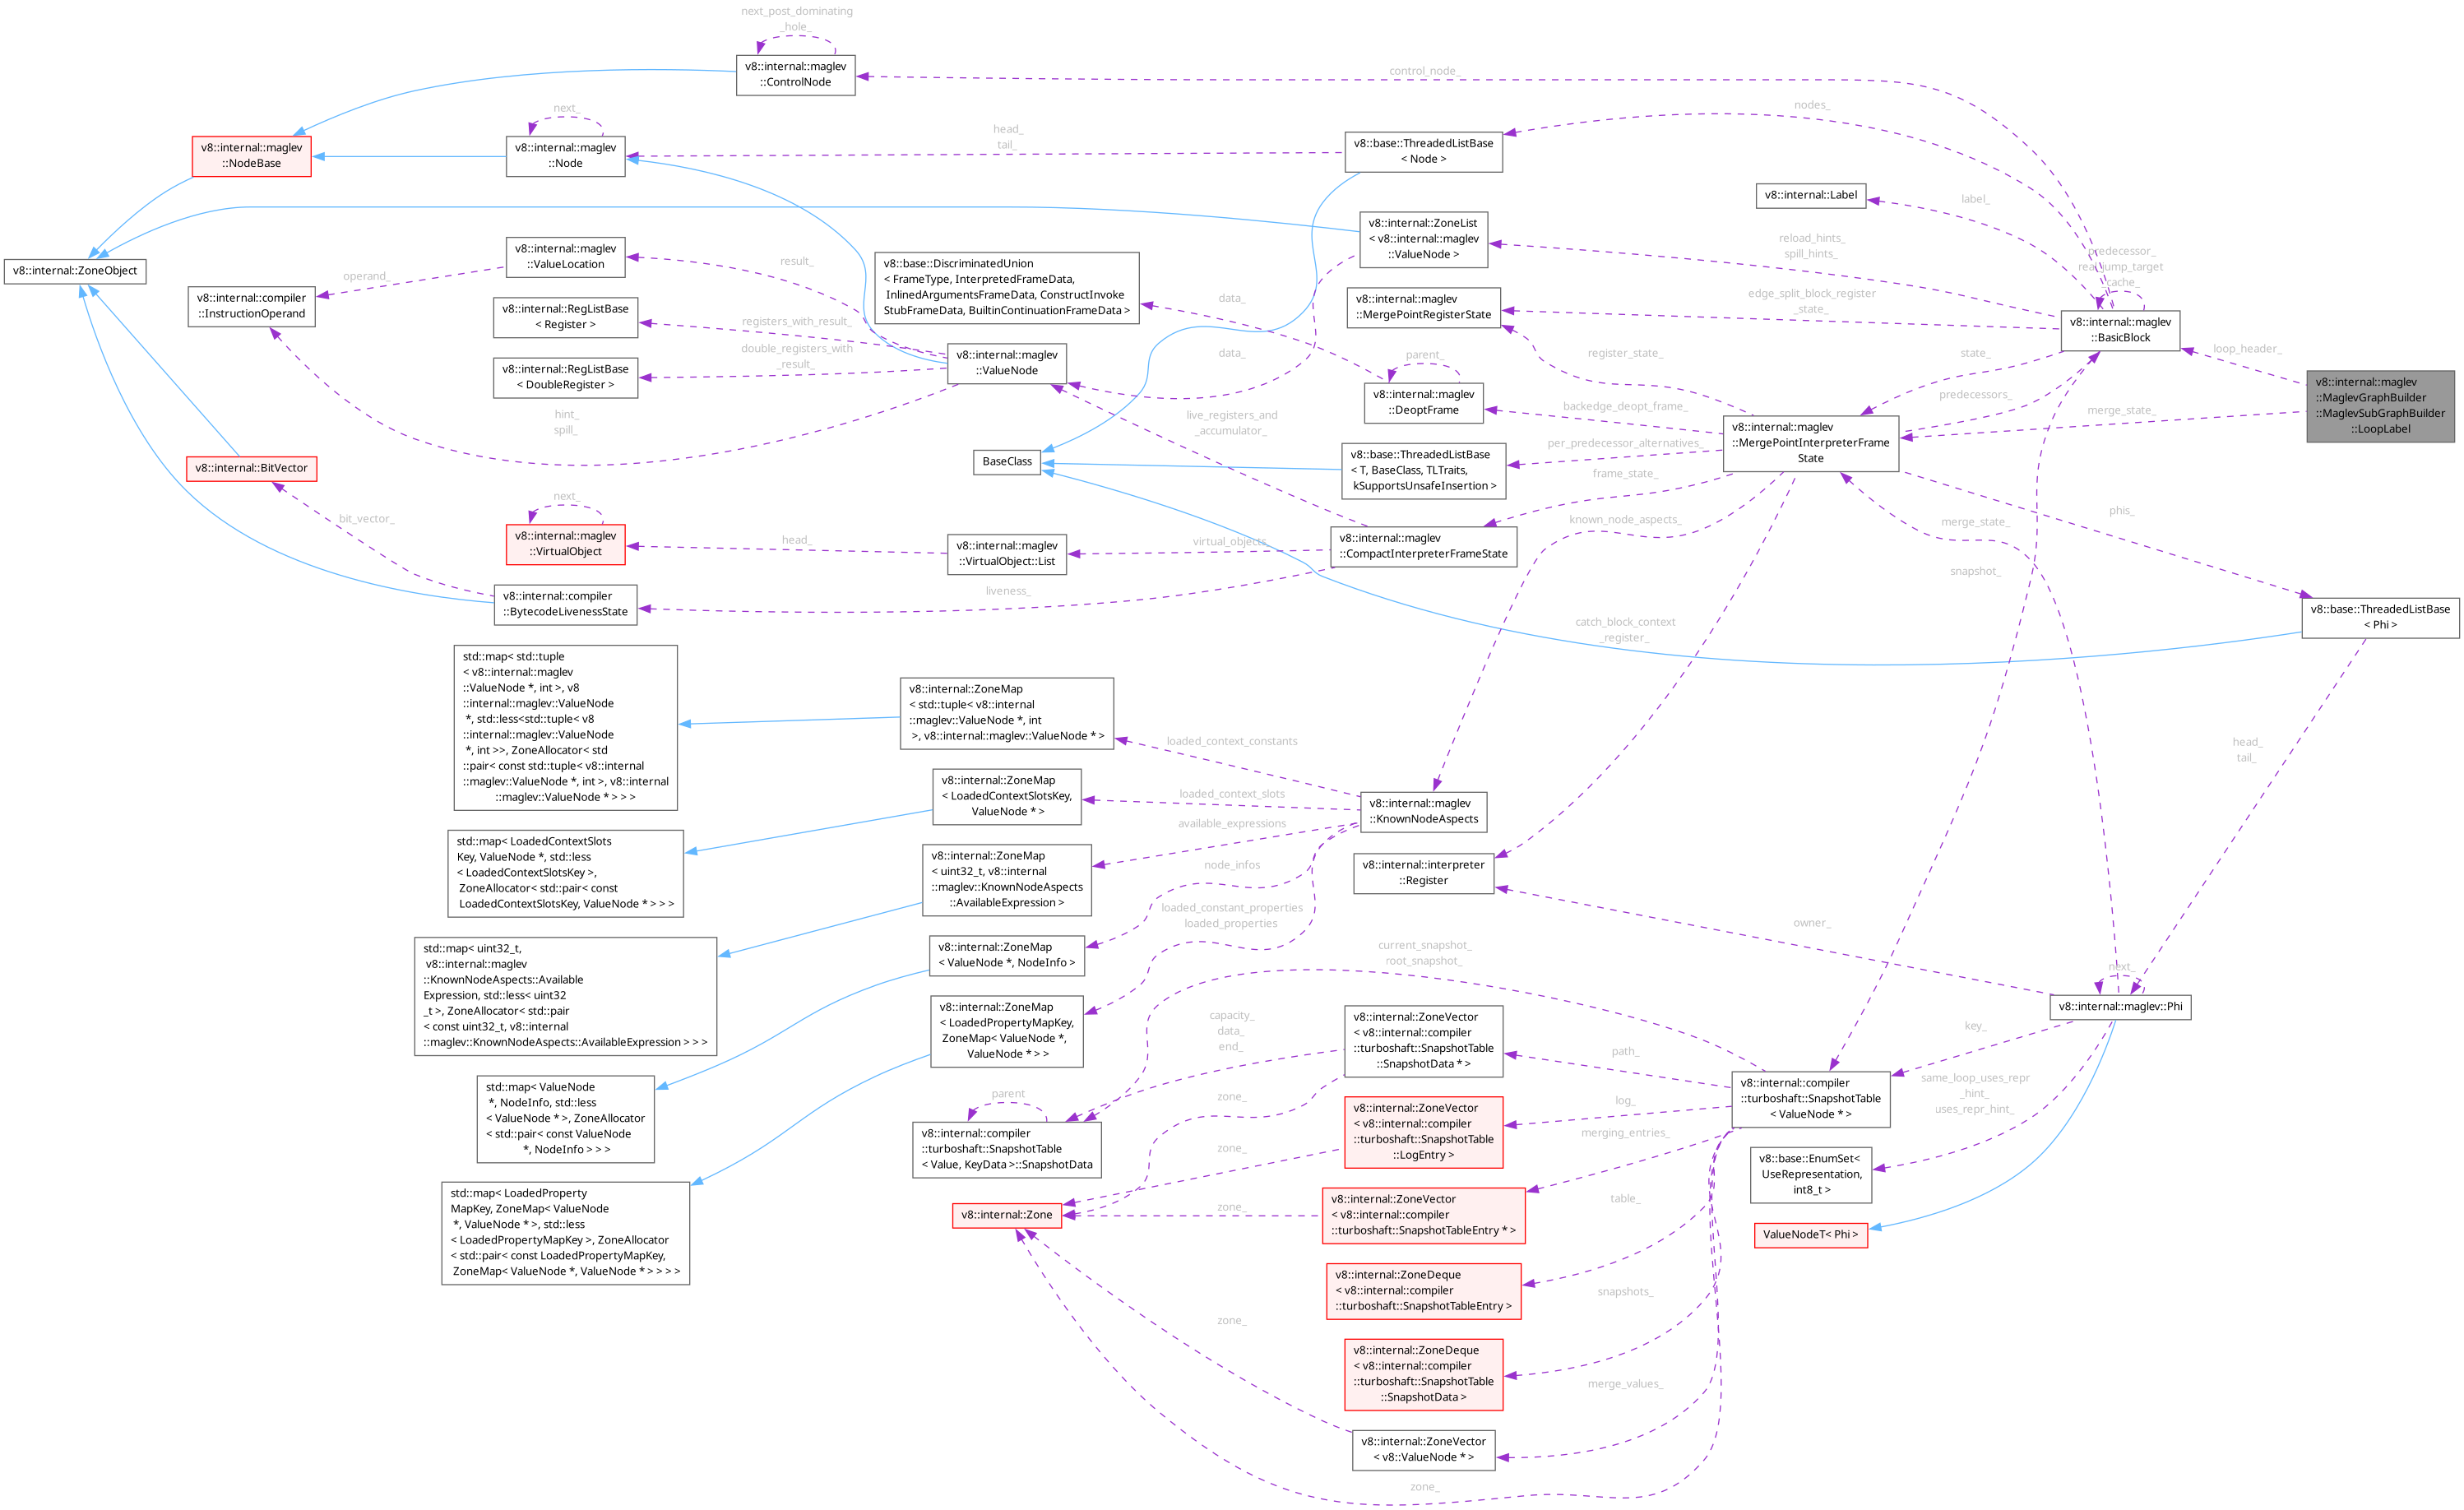 next_post_dominating
_hole_
v8::internal::maglev
::ControlNode
control_node_
v8::internal::maglev
::NodeBase
next_
v8::internal::maglev
::Node
head_
tail_
v8::base::ThreadedListBase
< Node >
nodes_
v8::internal::Label
label_
v8::internal::ZoneObject
v8::internal::maglev
::ValueLocation
operand_
result_
v8::internal::compiler
::InstructionOperand
v8::internal::RegListBase
< Register >
registers_with_result_
v8::internal::RegListBase
< DoubleRegister >
double_registers_with
_result_
hint_
spill_
v8::base::DiscriminatedUnion
< FrameType, InterpretedFrameData,
InlinedArgumentsFrameData, ConstructInvoke
StubFrameData, BuiltinContinuationFrameData >
data_
v8::internal::maglev
::ValueNode
data_
v8::internal::ZoneList
< v8::internal::maglev
::ValueNode >
reload_hints_
spill_hints_
v8::internal::maglev
::MergePointRegisterState
edge_split_block_register
_state_
register_state_
predecessor_
real_jump_target
_cache_
v8::internal::maglev
::BasicBlock
loop_header_
v8::internal::maglev
::MaglevGraphBuilder
::MaglevSubGraphBuilder
::LoopLabel
merge_state_
state_
predecessors_
parent_
v8::internal::maglev
::DeoptFrame
backedge_deopt_frame_
v8::internal::maglev
::MergePointInterpreterFrame
State
live_registers_and
_accumulator_
BaseClass
v8::base::ThreadedListBase
< T, BaseClass, TLTraits,
kSupportsUnsafeInsertion >
per_predecessor_alternatives_
frame_state_
v8::internal::BitVector
bit_vector_
next_
v8::internal::maglev
::VirtualObject
head_
v8::internal::maglev
::VirtualObject::List
virtual_objects_
v8::internal::maglev
::CompactInterpreterFrameState
known_node_aspects_
merge_state_
phis_
snapshot_
v8::internal::compiler
::BytecodeLivenessState
liveness_
catch_block_context
_register_
v8::base::ThreadedListBase
< Phi >
head_
tail_
std::map< std::tuple
< v8::internal::maglev
::ValueNode *, int >, v8
::internal::maglev::ValueNode
*, std::less<std::tuple< v8
::internal::maglev::ValueNode
*, int >>, ZoneAllocator< std
::pair< const std::tuple< v8::internal
::maglev::ValueNode *, int >, v8::internal
::maglev::ValueNode * > > >
v8::internal::ZoneMap
< std::tuple< v8::internal
::maglev::ValueNode *, int
>, v8::internal::maglev::ValueNode * >
loaded_context_constants
v8::internal::ZoneMap
< LoadedContextSlotsKey,
ValueNode * >
loaded_context_slots
v8::internal::maglev
::KnownNodeAspects
std::map< LoadedContextSlots
Key, ValueNode *, std::less
< LoadedContextSlotsKey >,
ZoneAllocator< std::pair< const
LoadedContextSlotsKey, ValueNode * > > >
v8::internal::ZoneMap
< uint32_t, v8::internal
::maglev::KnownNodeAspects
::AvailableExpression >
available_expressions
node_infos
v8::internal::interpreter
::Register
owner_
loaded_constant_properties
loaded_properties
std::map< uint32_t,
v8::internal::maglev
::KnownNodeAspects::Available
Expression, std::less< uint32
_t >, ZoneAllocator< std::pair
< const uint32_t, v8::internal
::maglev::KnownNodeAspects::AvailableExpression > > >
v8::internal::ZoneMap
< ValueNode *, NodeInfo >
current_snapshot_
root_snapshot_
next_
v8::internal::maglev::Phi
v8::internal::ZoneMap
< LoadedPropertyMapKey,
ZoneMap< ValueNode *,
ValueNode * > >
capacity_
data_
end_
v8::internal::ZoneVector
< v8::internal::compiler
::turboshaft::SnapshotTable
::SnapshotData * >
path_
key_
same_loop_uses_repr
_hint_
uses_repr_hint_
std::map< ValueNode
*, NodeInfo, std::less
< ValueNode * >, ZoneAllocator
< std::pair< const ValueNode
*, NodeInfo > > >
parent
v8::internal::compiler
::turboshaft::SnapshotTable
< Value, KeyData >::SnapshotData
zone_
v8::internal::ZoneVector
< v8::internal::compiler
::turboshaft::SnapshotTable
::LogEntry >
log_
v8::internal::compiler
::turboshaft::SnapshotTable
< ValueNode * >
zone_
merging_entries_
v8::base::EnumSet<
UseRepresentation,
int8_t >
std::map< LoadedProperty
MapKey, ZoneMap< ValueNode
*, ValueNode * >, std::less
< LoadedPropertyMapKey >, ZoneAllocator
< std::pair< const LoadedPropertyMapKey,
ZoneMap< ValueNode *, ValueNode * > > > >
v8::internal::Zone
zone_
v8::internal::ZoneVector
< v8::internal::compiler
::turboshaft::SnapshotTableEntry * >
table_
ValueNodeT< Phi >
v8::internal::ZoneDeque
< v8::internal::compiler
::turboshaft::SnapshotTableEntry >
snapshots_
zone_
v8::internal::ZoneDeque
< v8::internal::compiler
::turboshaft::SnapshotTable
::SnapshotData >
merge_values_
v8::internal::ZoneVector
< v8::ValueNode * >
zone_